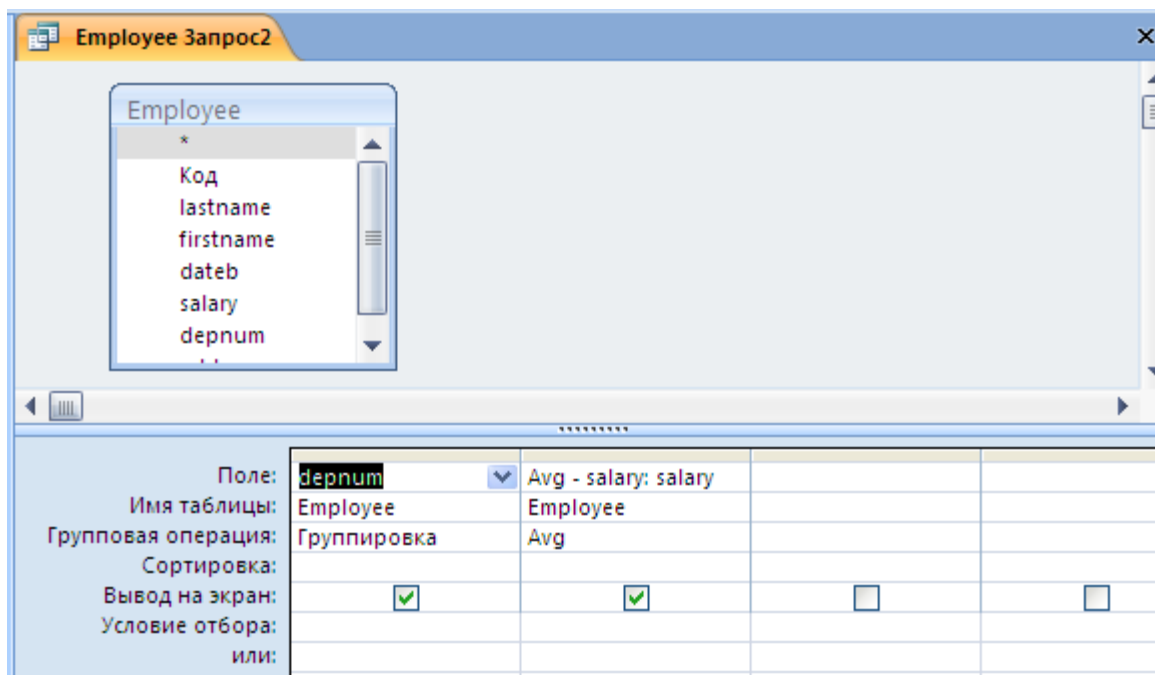 Employee Запрос2
Employee
*
Код
lastname
firstname
dateb
salary
depnum
Поле: depnum Avg - salary: salary
Имя таблицы: Employee Employee
Групповая операция: Группировка Avg
Сортировка:
Вывод на экран:
Условие отбора:
или: